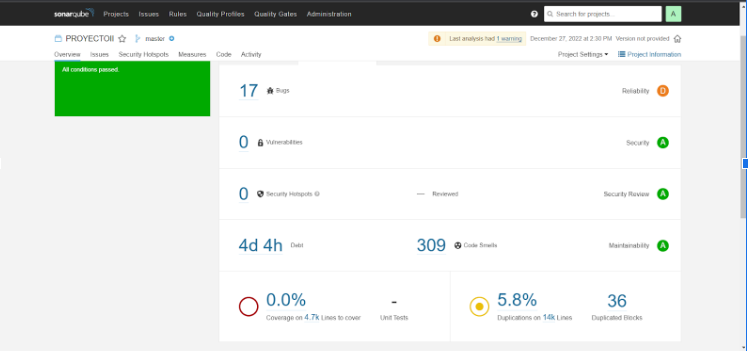 sonarqube Projects Issues Rules Quality Profiles Quality Gates Administration Search for projects... A
PROYECTOII master Last analysis had 1 warning December 27, 2022 at 2:30 PM Version not provided
Overview Issues Security Hotspots Measures Code Activity Project Settings Project Information
All conditions passed.
17 Bugs Reliability D
0 Vulnerabilities Security A
0 Security Hotspots — Reviewed Security Review A
4d 4h Debt 309 Code Smells Maintainability A
0.0% - 5.8% 36
Coverage on 4.7k Lines to cover Unit Tests Duplications on 14k Lines Duplicated Blocks